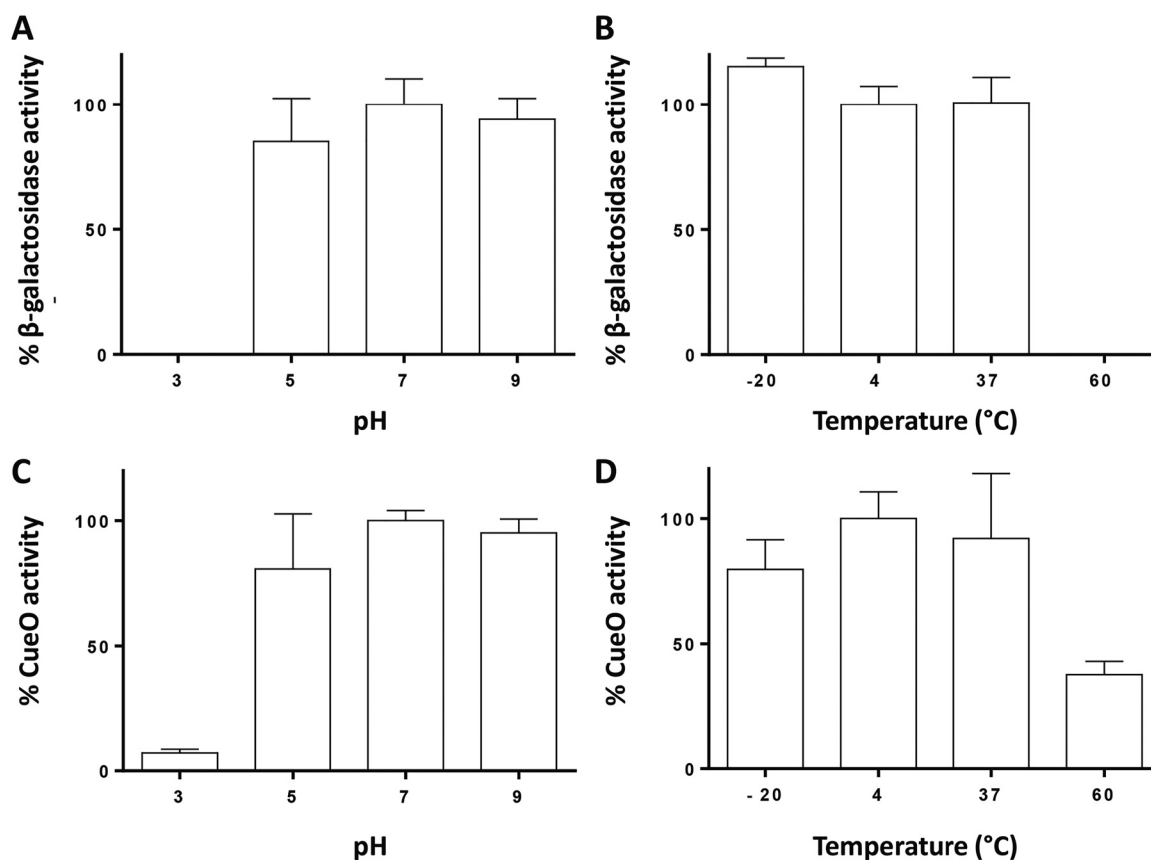 A
% β-galactosidase activity
100
50
0
3 5 7 9
pH
B
% β-galactosidase activity
100
50
0
-20 4 37 60
Temperature (°C)
C
% CueO activity
100
50
0
3 5 7 9
pH
D
% CueO activity
100
50
0
- 20 4 37 60
Temperature (°C)